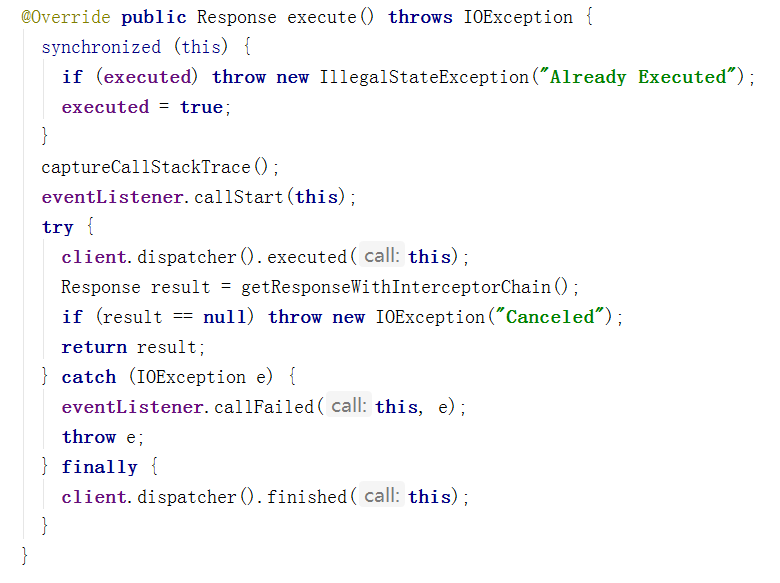 @Override public Response execute() throws IOException {
  synchronized (this) {
    if (executed) throw new IllegalStateException("Already Executed");
    executed = true;
  }
  captureCallStackTrace();
  eventListener.callStart(this);
  try {
    client.dispatcher().executed( call: this);
    Response result = getResponseWithInterceptorChain();
    if (result == null) throw new IOException("Canceled");
    return result;
  } catch (IOException e) {
    eventListener.callFailed( call: this, e);
    throw e;
  } finally {
    client.dispatcher().finished( call: this);
  }
}